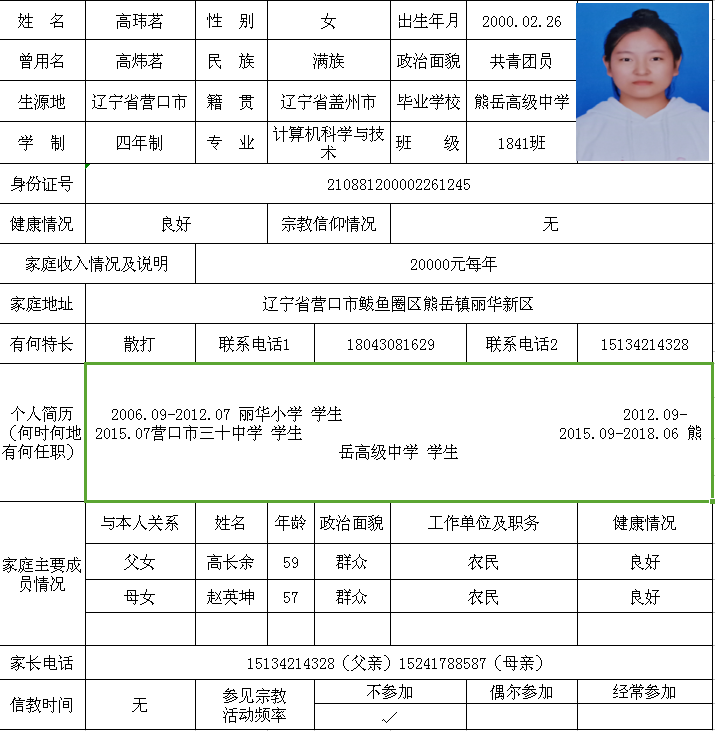 姓 名 高玮茗 性 别 女 出生年月 2000.02.26
曾用名 高炜茗 民 族 满族 政治面貌 共青团员
生源地 辽宁省营口市 籍 贯 辽宁省盖州市 毕业学校 熊岳高级中学
学 制 四年制 专 业 计算机科学与技术 班 级 1841班
身份证号 210881200002261245
健康情况 良好 宗教信仰情况 无
家庭收入情况及说明 20000元每年
家庭地址 辽宁省营口市鲅鱼圈区熊岳镇丽华新区
有何特长 散打 联系电话1 18043081629 联系电话2 15134214328
个人简历
（何时何地
有何任职）
2006.09-2012.07 丽华小学 学生 2012.09-
2015.07营口市三十中学 学生 2015.09-2018.06 熊
岳高级中学 学生
家庭主要成
员情况
与本人关系 姓名 年龄 政治面貌 工作单位及职务 健康情况
父女 高长余 59 群众 农民 良好
母女 赵英坤 57 群众 农民 良好
家长电话 15134214328（父亲）15241788587（母亲）
信教时间 无 参见宗教
活动频率
不参加 偶尔参加 经常参加
✓